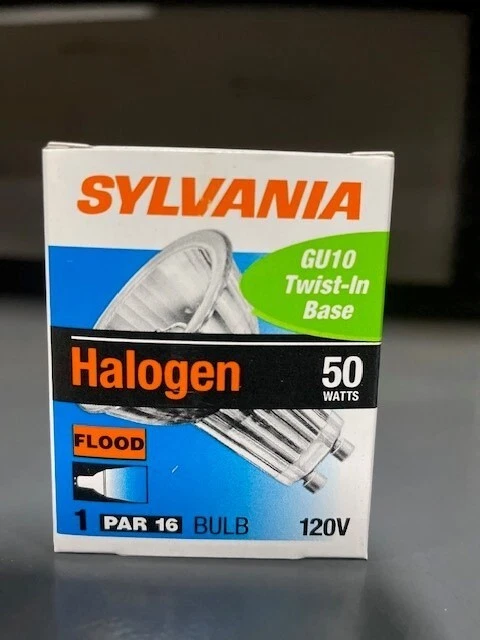 SYLVANIA
GU10
Twist-In
Base
Halogen
50
WATTS
FLOOD
1 PAR 16 BULB
120V